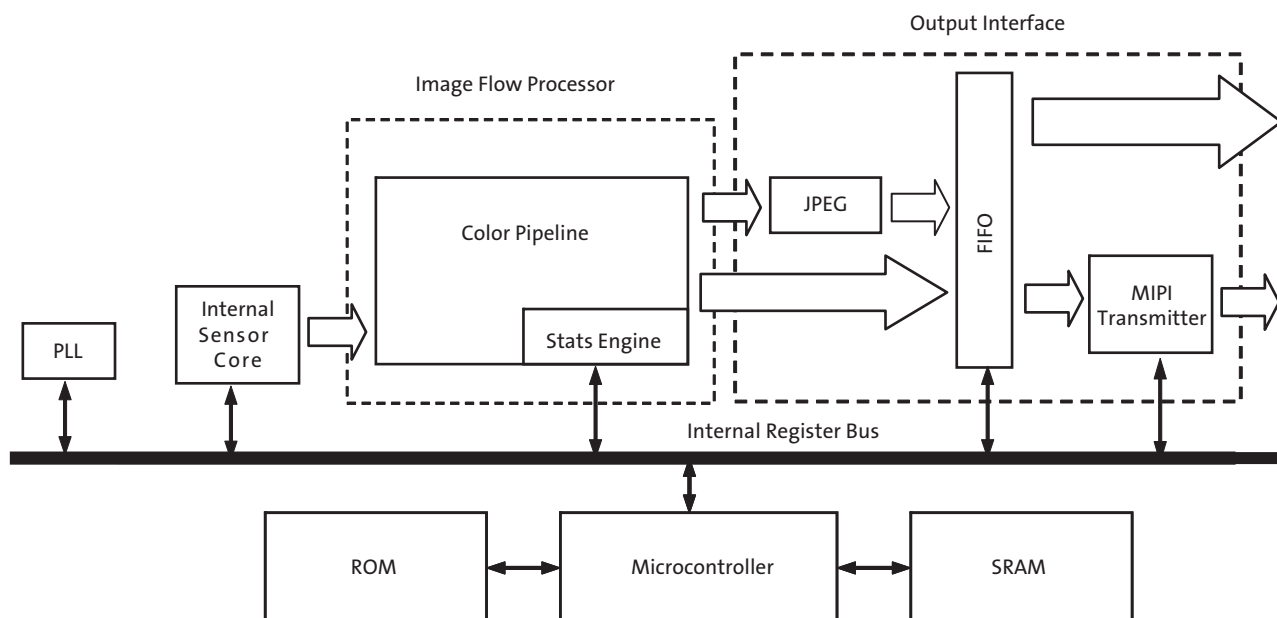 Output Interface
Image Flow Processor
Color Pipeline
Stats Engine
JPEG
FIFO
MIPI
Transmitter
Internal
Sensor
Core
PLL
Internal Register Bus
ROM
Microcontroller
SRAM